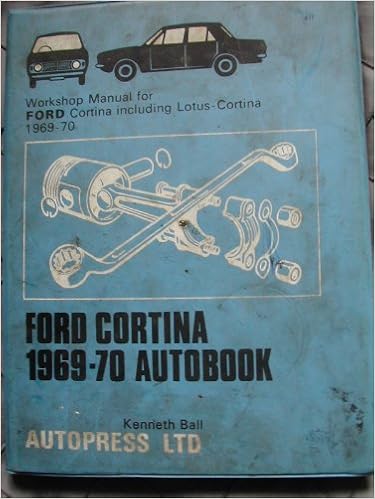 Workshop Manual for
FORD Cortina including Lotus-Cortina
1969-70
FORD CORTINA
1969-70 AUTOBOOK
Kenneth Ball
AUTOPRESS LTD